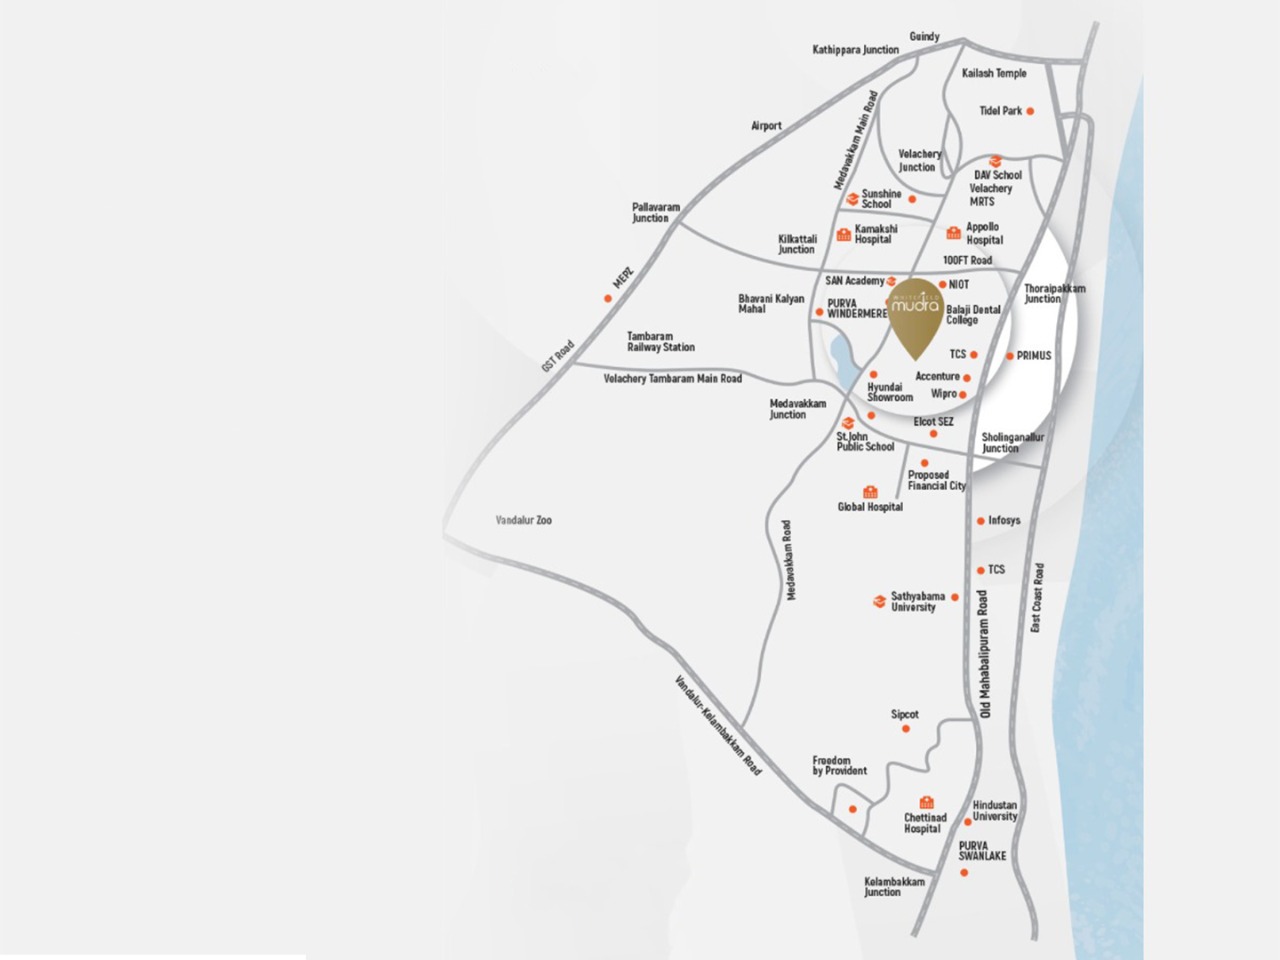 Guindy
Kathippara Junction
Kailash Temple
Tidel Park
Airport
Medavakkam Main Road
Velachery
Junction
DAV School
Velachery
MRTS
Sunshine
School
Pallavaram
Junction
Kamakshi
Hospital
Appollo
Hospital
Kilkattali
Junction
100FT Road
MEPZ
SAN Academy
NIOT
Thoraipakkam
Junction
Bhavani Kalyan
Mahal
PURVA
WINDERMERE
WHITEFIELD
mudra
Balaji Dental
College
Tambaram
Railway Station
GST Road
TCS
PRIMUS
Velachery Tambaram Main Road
Accenture
Hyundai
Showroom
Wipro
Medavakkam
Junction
Elcot SEZ
St.John
Public School
Sholinganallur
Junction
Proposed
Financial City
Global Hospital
Vandalur Zoo
Infosys
Medavakkam Road
TCS
East Coast Road
Sathyabama
University
Old Mahabalipuram Road
Vandalur-Kelambakkam Road
Sipcot
Freedom
by Provident
Chettinad
Hospital
Hindustan
University
PURVA
SWANLAKE
Kelambakkam
Junction